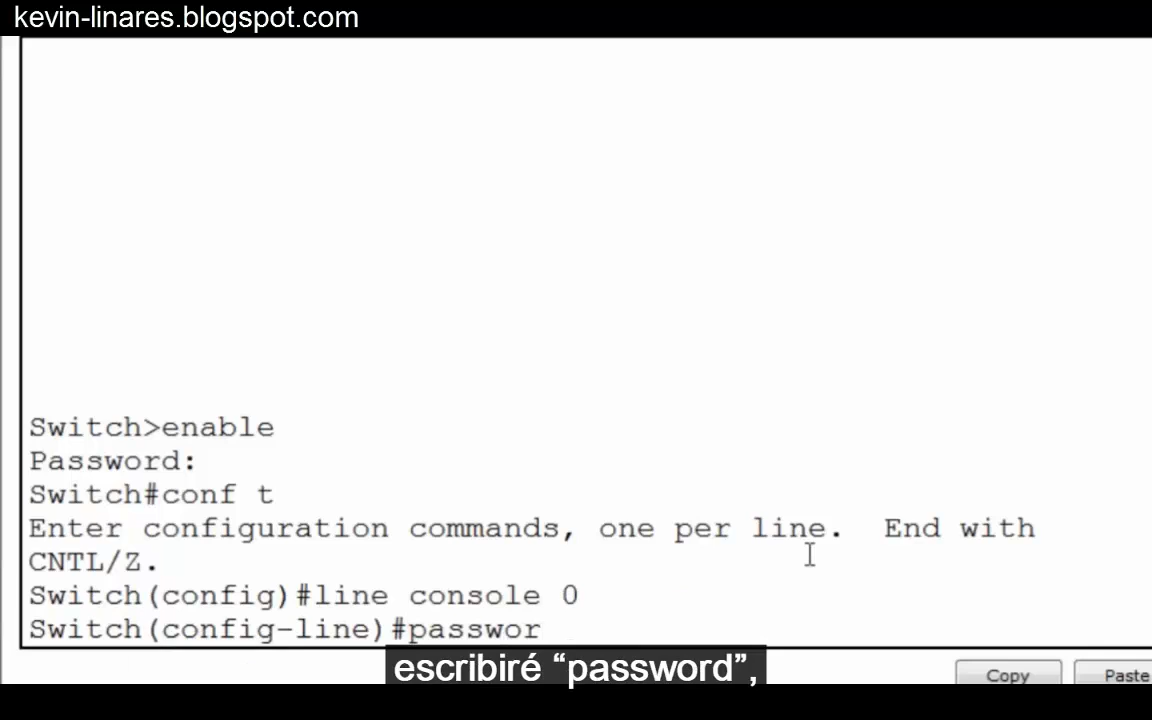 kevin-linares.blogspot.com
Switch>enable
Password:
Switch#conf t
Enter configuration commands, one per line.  End with
CNTL/Z.
Switch(config)#line console 0
Switch(config-line)#passwor
escribiré “password”,
Copy
Paste